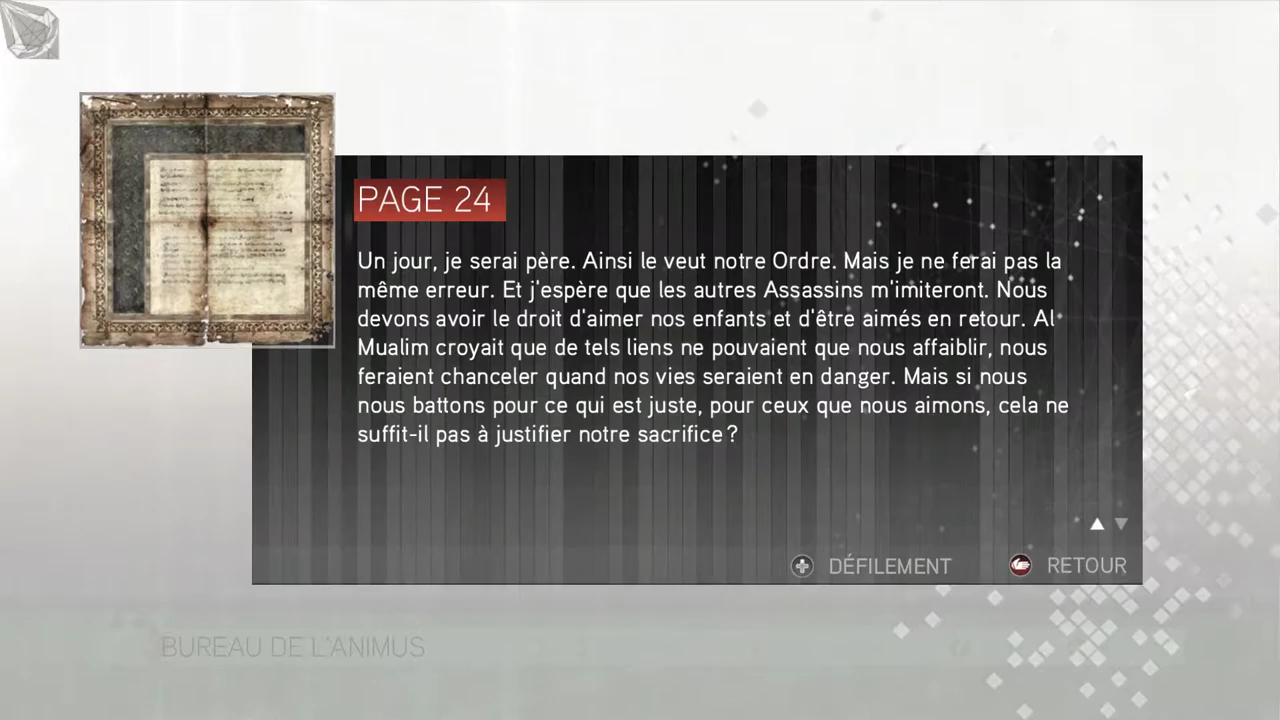 PAGE 24
Un jour, je serai père. Ainsi le veut notre Ordre. Mais je ne ferai pas la
même erreur. Et j'espère que les autres Assassins m'imiteront. Nous
devons avoir le droit d'aimer nos enfants et d'être aimés en retour. Al
Mualim croyait que de tels liens ne pouvaient que nous affaiblir, nous
feraient chanceler quand nos vies seraient en danger. Mais si nous
nous battons pour ce qui est juste, pour ceux que nous aimons, cela ne
suffit-il pas à justifier notre sacrifice ?
DÉFILEMENT
RETOUR
BUREAU DE L'ANIMUS